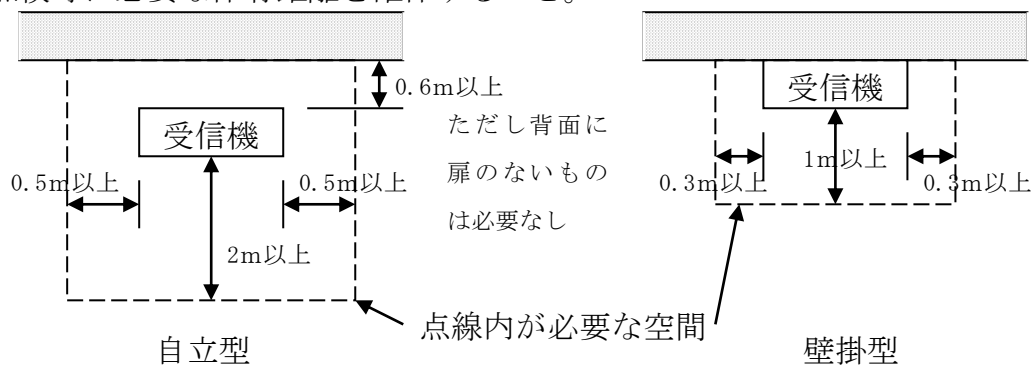 受信機
0.6m以上
ただし背面に
扉のないもの
は必要なし
0.5m以上
0.5m以上
2m以上
自立型
受信機
1m以上
0.3m以上
0.3m以上
点線内が必要な空間
壁掛型